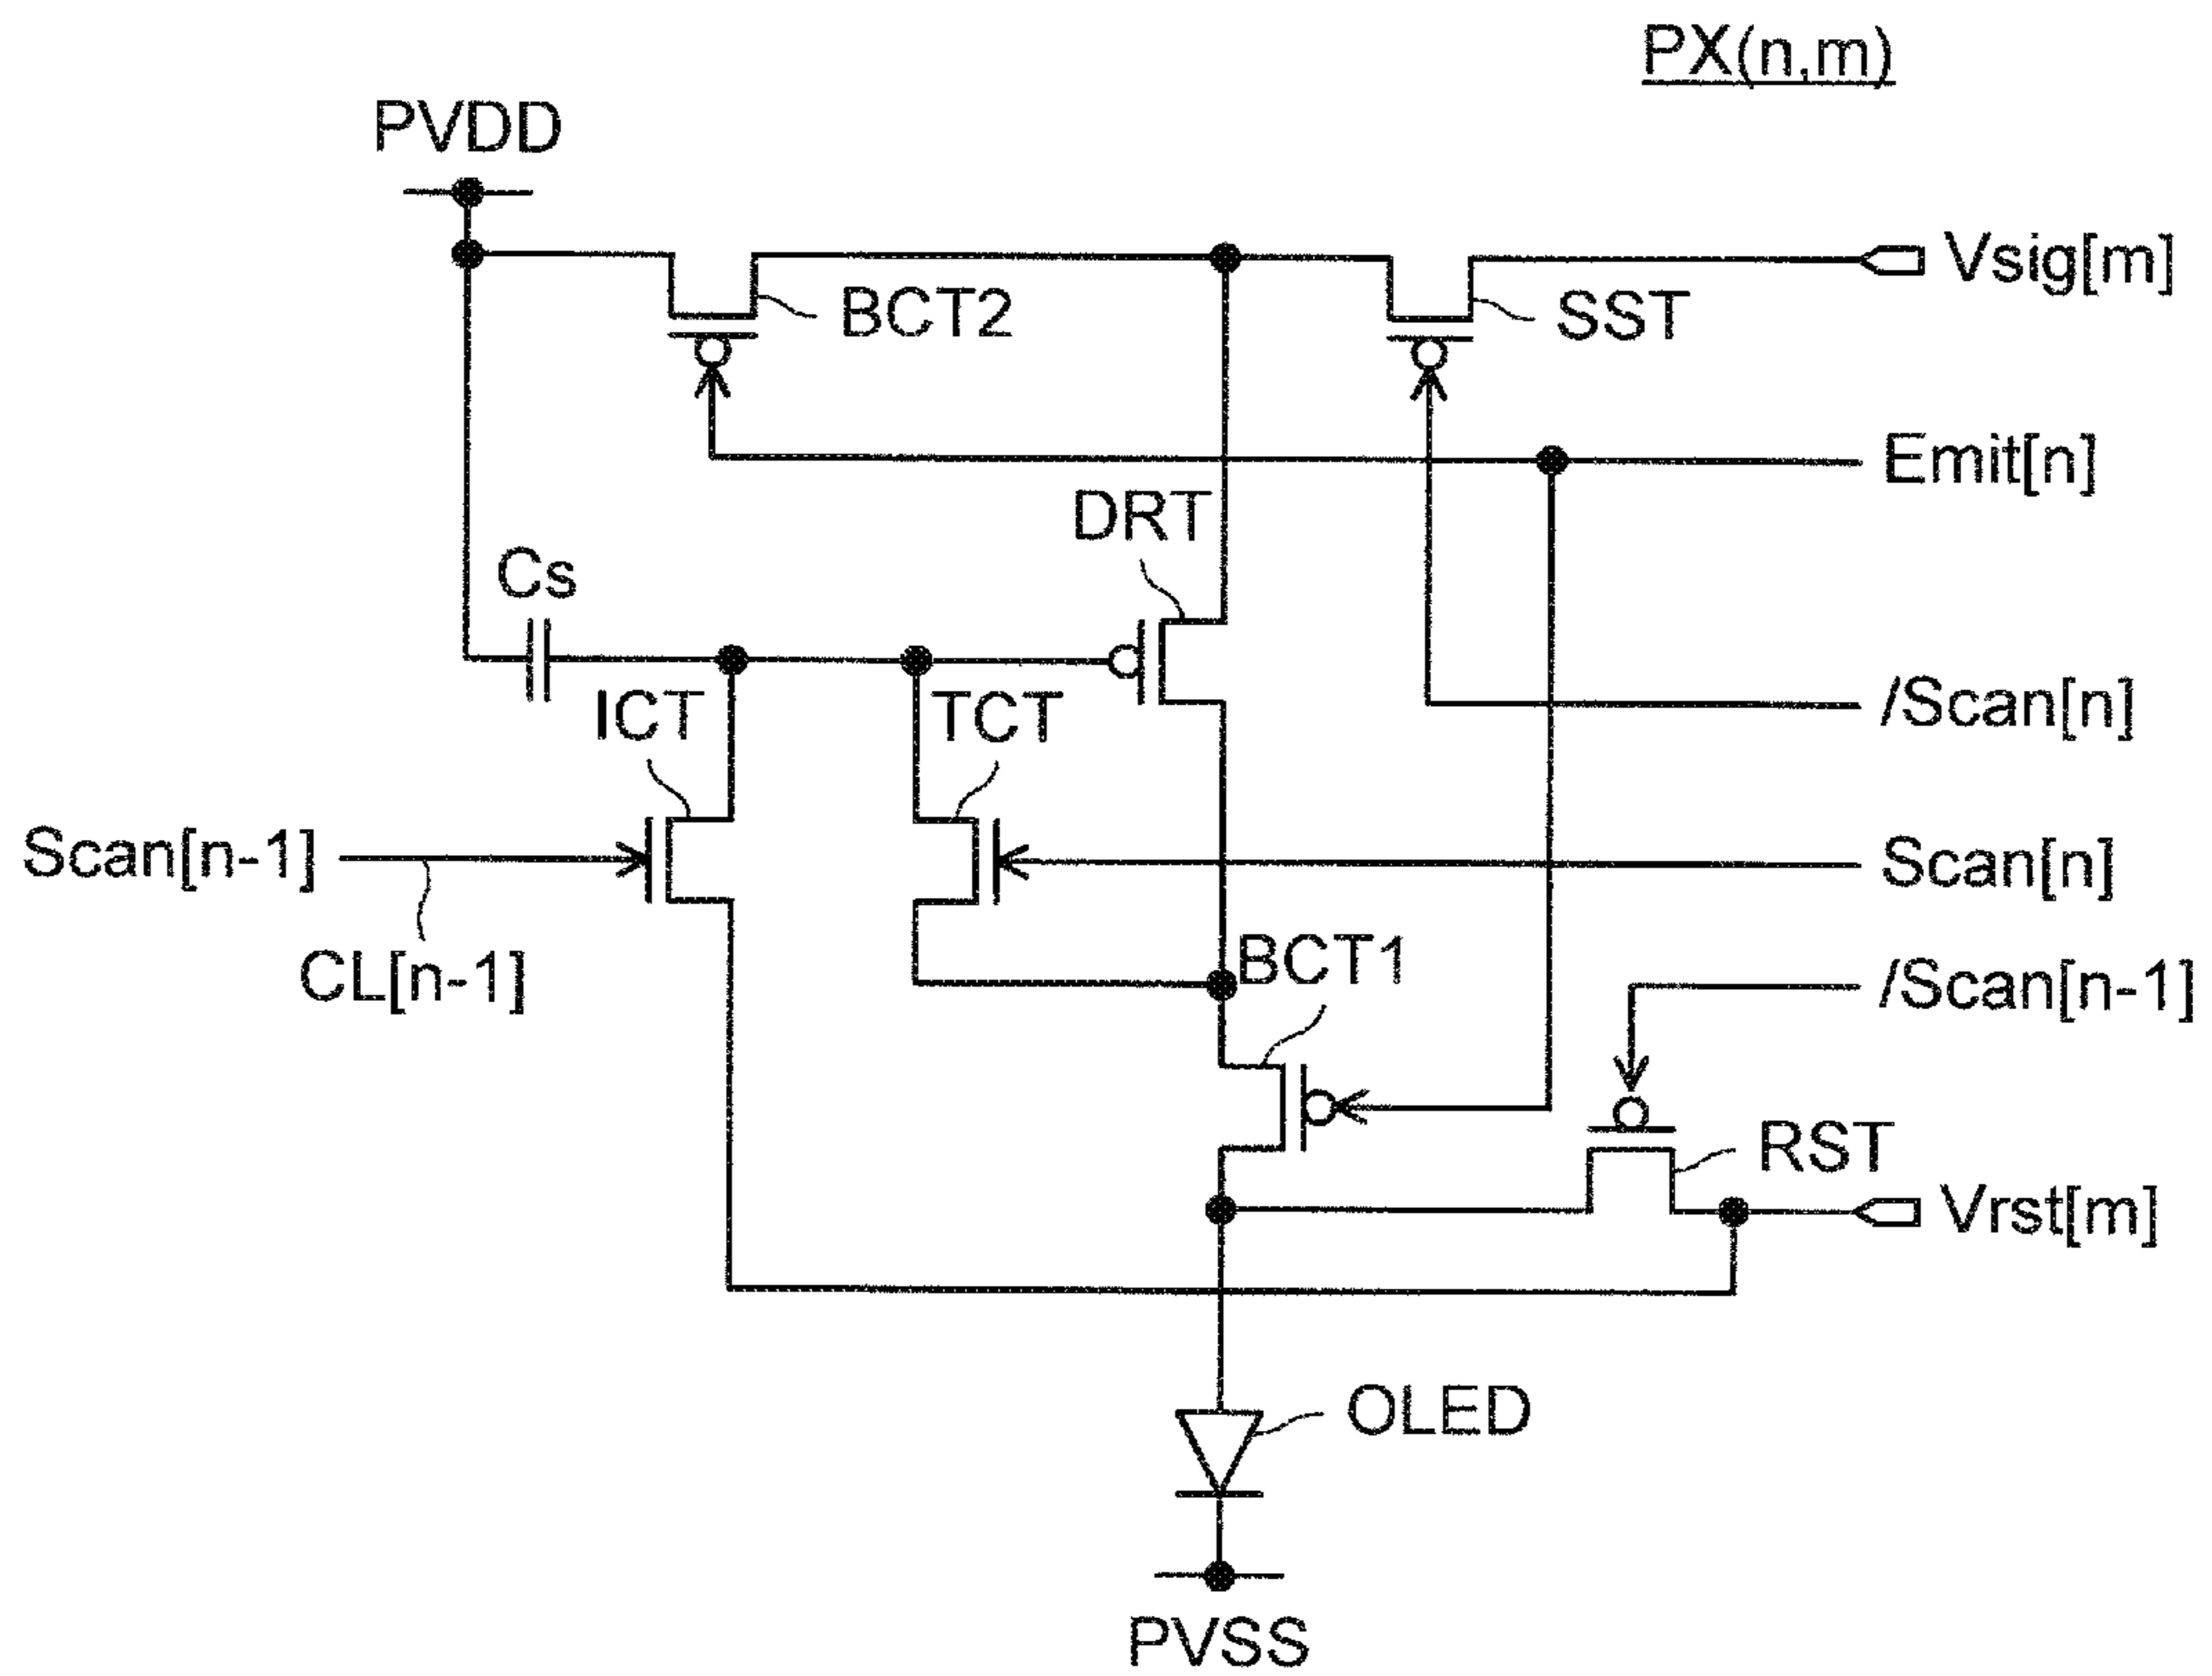 PX(n,m)
PVDD
Vsig[m]
BCT2
SST
Emit[n]
DRT
Cs
ICT
TCT
/Scan[n]
Scan[n-1]
Scan[n]
BCT1
CL[n-1]
/Scan[n-1]
RST
Vrst[m]
OLED
PVSS